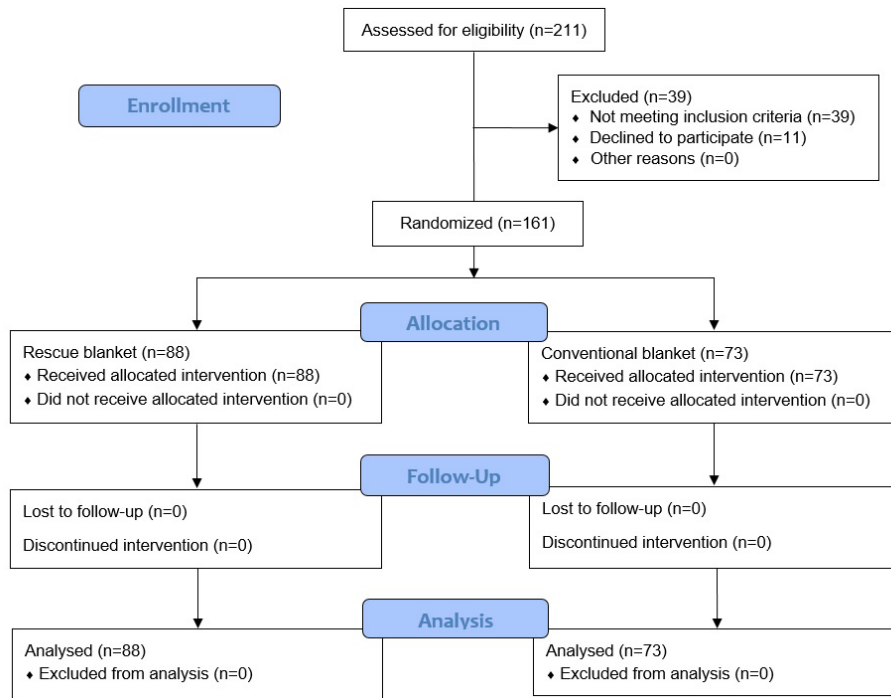 Assessed for eligibility (n=211)
Enrollment
Excluded (n=39)
♦ Not meeting inclusion criteria (n=39)
♦ Declined to participate (n=11)
♦ Other reasons (n=0)
Randomized (n=161)
Allocation
Rescue blanket (n=88)
♦ Received allocated intervention (n=88)
♦ Did not receive allocated intervention (n=0)
Conventional blanket (n=73)
♦ Received allocated intervention (n=73)
♦ Did not receive allocated intervention (n=0)
Follow-Up
Lost to follow-up (n=0)
Discontinued intervention (n=0)
Lost to follow-up (n=0)
Discontinued intervention (n=0)
Analysis
Analysed (n=88)
♦ Excluded from analysis (n=0)
Analysed (n=73)
♦ Excluded from analysis (n=0)